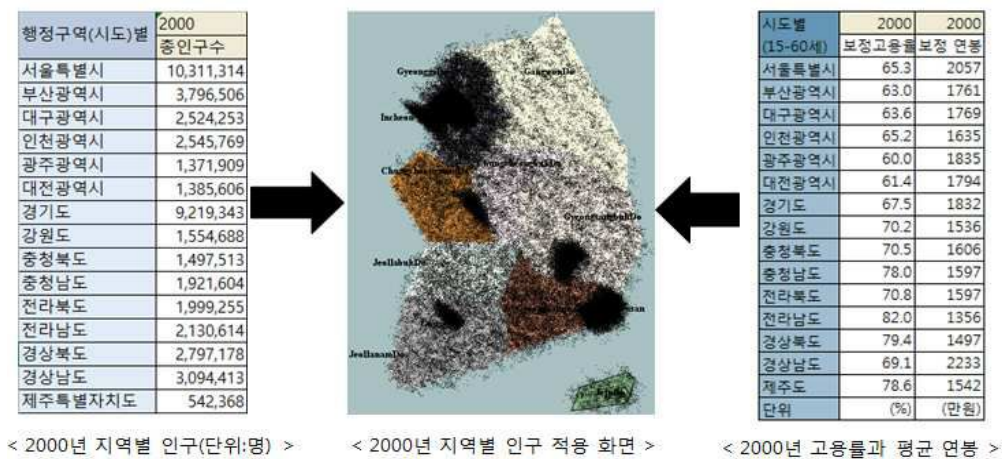 행정구역(시도)별 2000
총인구수
서울특별시 10,311,314
부산광역시 3,796,506
대구광역시 2,524,253
인천광역시 2,545,769
광주광역시 1,371,909
대전광역시 1,385,606
경기도 9,219,343
강원도 1,554,688
충청북도 1,497,513
충청남도 1,921,604
전라북도 1,999,255
전라남도 2,130,614
경상북도 2,797,178
경상남도 3,094,413
제주특별자치도 542,368
< 2000년 지역별 인구(단위:명) >
GangwonDo
Incheon
JeollabukDo
JeollanamDo
< 2000년 지역별 인구 적용 화면 >
시도별 2000 2000
(15-60세) 보정고용률 보정 연봉
서울특별시 65.3 2057
부산광역시 63.0 1761
대구광역시 63.6 1769
인천광역시 65.2 1635
광주광역시 60.0 1835
대전광역시 61.4 1794
경기도 67.5 1832
강원도 70.2 1536
충청북도 70.5 1606
충청남도 78.0 1597
전라북도 70.8 1597
전라남도 82.0 1356
경상북도 79.4 1497
경상남도 69.1 2233
제주도 78.6 1542
단위 (%) (만원)
< 2000년 고용률과 평균 연봉 >